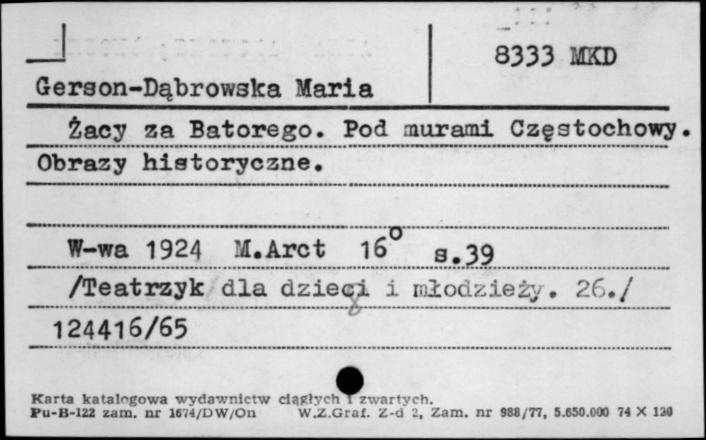 8333 MKD
Gerson-Dąbrowska Maria
Żacy za Batorego. Pod murami Częstochowy.
Obrazy historyczne.
W-wa 1924 M.Arct 16° s.39
/Teatrzyk dla dzieci i młodzieży. 26./
124416/65
Karta katalogowa wydawnictw ciągłych i zwartych.
Pu-B-122 zam. nr 1674/DW/On W.Z.Graf. Z-d 2, Zam. nr 988/77, 5.650.000 74 X 120